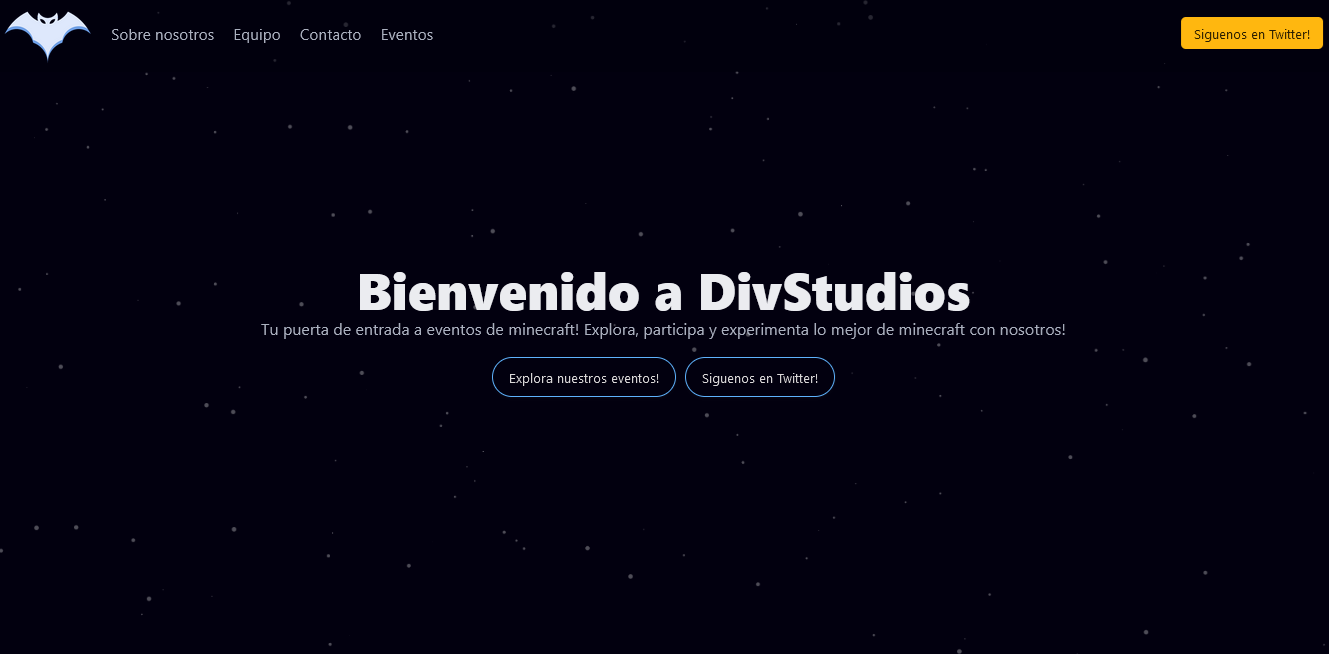 Sobre nosotros Equipo Contacto Eventos Siguenos en Twitter!
Bienvenido a DivStudios
Tu puerta de entrada a eventos de minecraft! Explora, participa y experimenta lo mejor de minecraft con nosotros!
Explora nuestros eventos! Siguenos en Twitter!